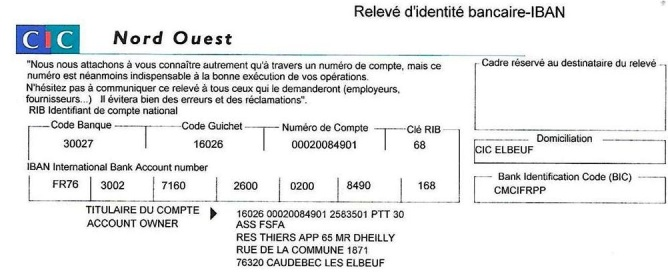 Relevé d'identité bancaire-IBAN
CIC Nord Ouest
"Nous nous attachons à vous connaître autrement qu'à travers un numéro de compte, mais ce
numéro est néanmoins indispensable à la bonne exécution de vos opérations.
N'hésitez pas à communiquer ce relevé à tous ceux qui le demanderont (employeurs,
fournisseurs...) Il évitera bien des erreurs et des réclamations".
Cadre réservé au destinataire du relevé
RIB Identifiant de compte national
Code Banque Code Guichet Numéro de Compte Clé RIB
30027 16026 00020084901 68
Domiciliation
CIC ELBEUF
IBAN International Bank Account number
FR76 3002 7160 2600 0200 8490 168
Bank Identification Code (BIC)
CMCIFRPP
TITULAIRE DU COMPTE
ACCOUNT OWNER
16026 00020084901 2583501 PTT 30
ASS FSFA
RES THIERS APP 65 MR DHEILLY
RUE DE LA COMMUNE 1871
76320 CAUDEBEC LES ELBEUF